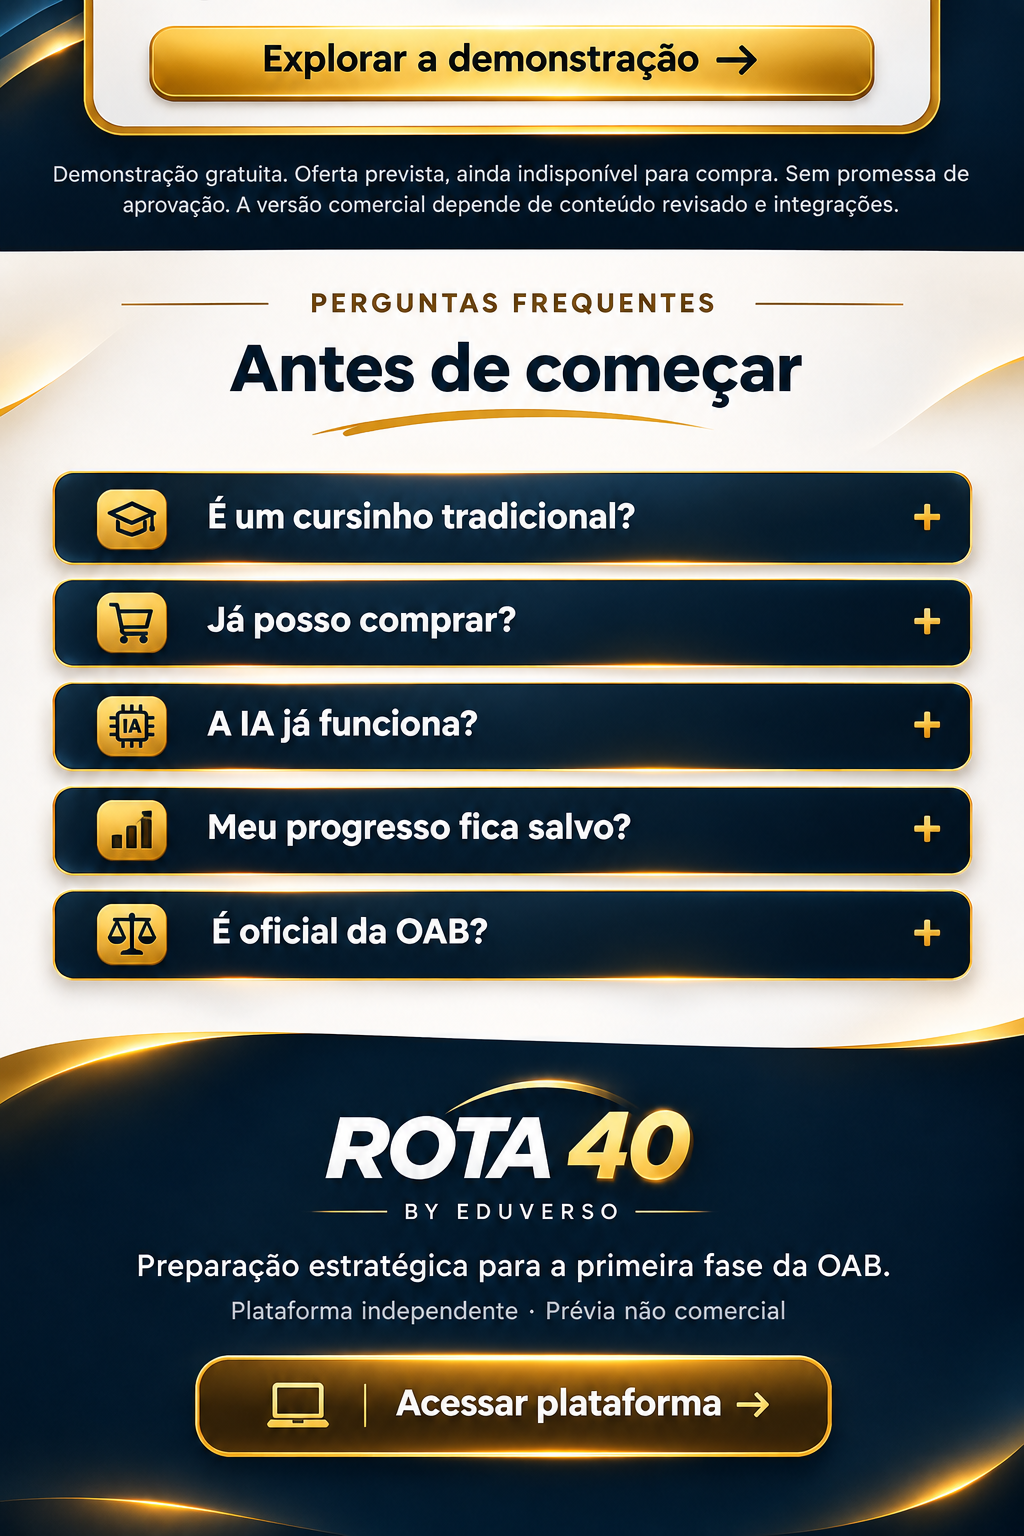 Explorar a demonstração →
Demonstração gratuita. Oferta prevista, ainda indisponível para compra. Sem promessa de
aprovação. A versão comercial depende de conteúdo revisado e integrações.
PERGUNTAS FREQUENTES
Antes de começar
É um cursinho tradicional? +
Já posso comprar? +
IA
A IA já funciona? +
Meu progresso fica salvo? +
É oficial da OAB? +
ROTA 40
BY EDUVERSO
Preparação estratégica para a primeira fase da OAB.
Plataforma independente · Prévia não comercial
Acessar plataforma →